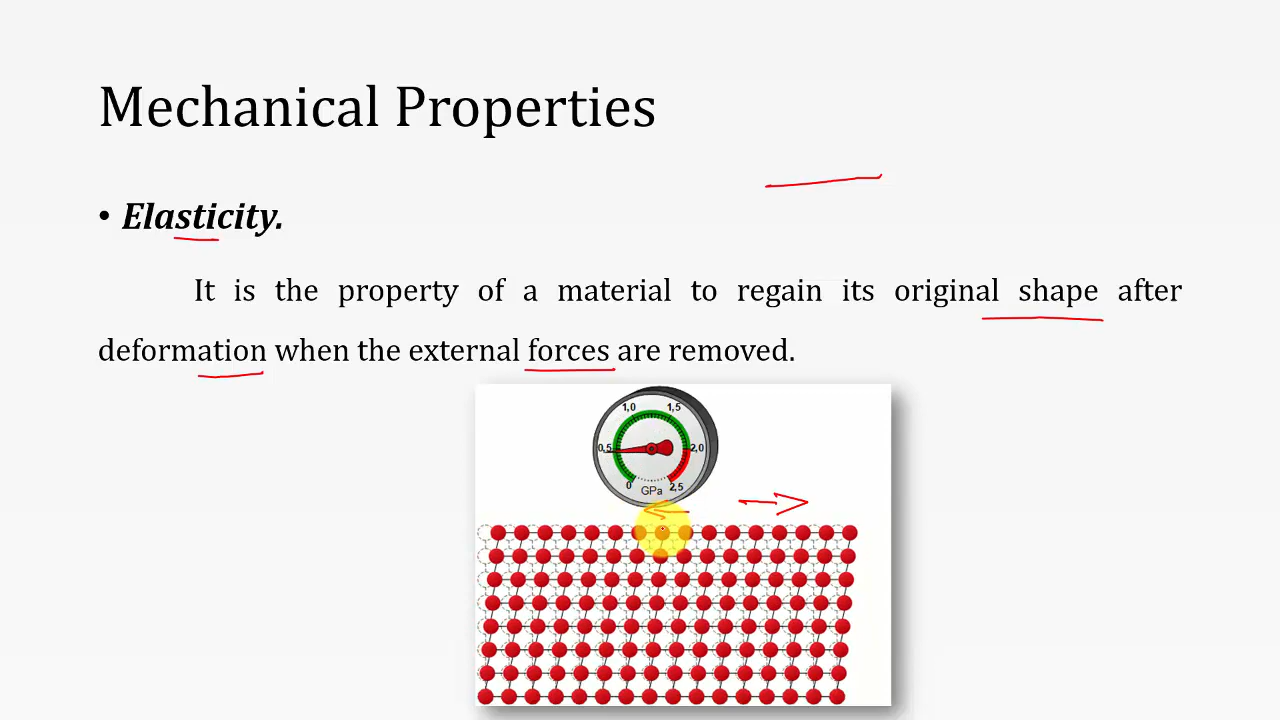 Mechanical Properties
• Elasticity.
It is the property of a material to regain its original shape after
deformation when the external forces are removed.
1,0 1,5
0,5 2,0
0 2,5
GPa